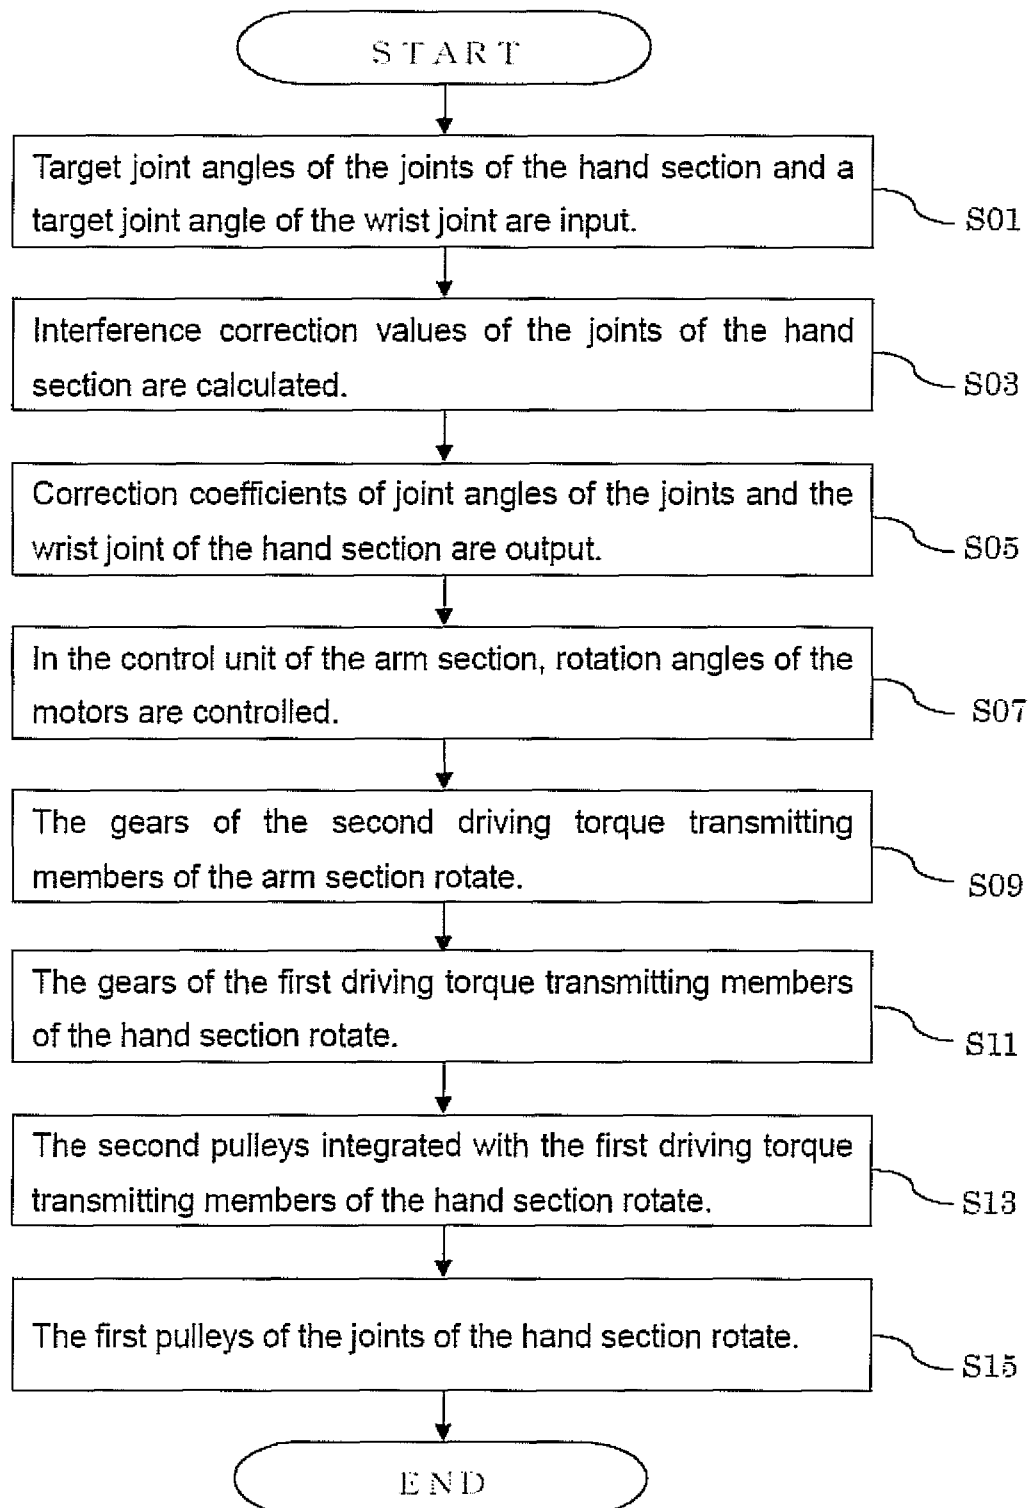 START
Target joint angles of the joints of the hand section and a
target joint angle of the wrist joint are input.
S01
Interference correction values of the joints of the hand
section are calculated.
S03
Correction coefficients of joint angles of the joints and the
wrist joint of the hand section are output.
S05
In the control unit of the arm section, rotation angles of the
motors are controlled.
S07
The gears of the second driving torque transmitting
members of the arm section rotate.
S09
The gears of the first driving torque transmitting members
of the hand section rotate.
S11
The second pulleys integrated with the first driving torque
transmitting members of the hand section rotate.
S13
The first pulleys of the joints of the hand section rotate.
S15
END